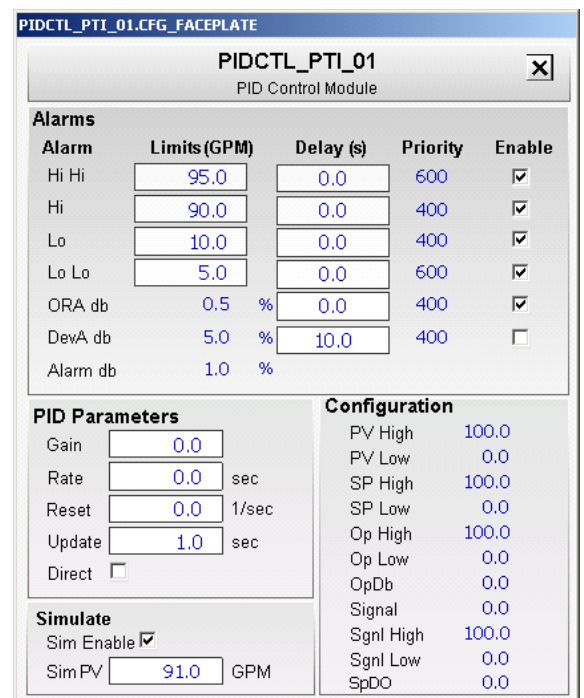 PIDCTL_PTI_01.CFG_FACEPLATE
PIDCTL_PTI_01
PID Control Module
Alarms
Alarm Limits (GPM) Delay (s) Priority Enable
Hi Hi 95.0 0.0 600
Hi 90.0 0.0 400
Lo 10.0 0.0 400
Lo Lo 5.0 0.0 600
ORA db 0.5 % 0.0 400
DevA db 5.0 % 10.0 400
Alarm db 1.0 %
PID Parameters
Gain 0.0
Rate 0.0 sec
Reset 0.0 1/sec
Update 1.0 sec
Direct
Simulate
Sim Enable
Sim PV 91.0 GPM
Configuration
PV High 100.0
PV Low 0.0
SP High 100.0
SP Low 0.0
Op High 100.0
Op Low 0.0
OpDb 0.0
Signal 0.0
Sgnl High 100.0
Sgnl Low 0.0
SpDO 0.0